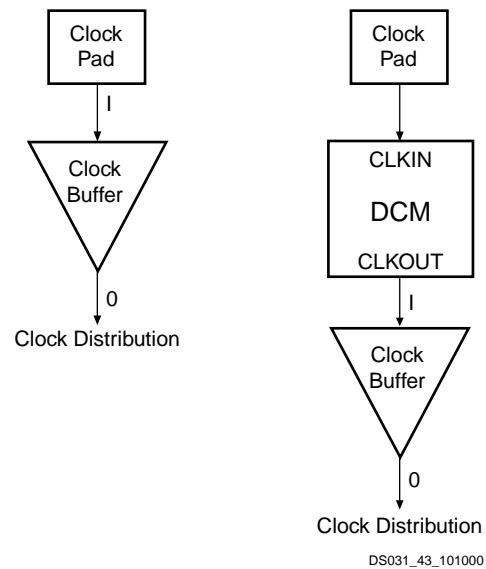 Clock
Pad
I
Clock
Buffer
0
Clock Distribution
Clock
Pad
CLKIN
DCM
CLKOUT
I
Clock
Buffer
0
Clock Distribution
DS031_43_101000